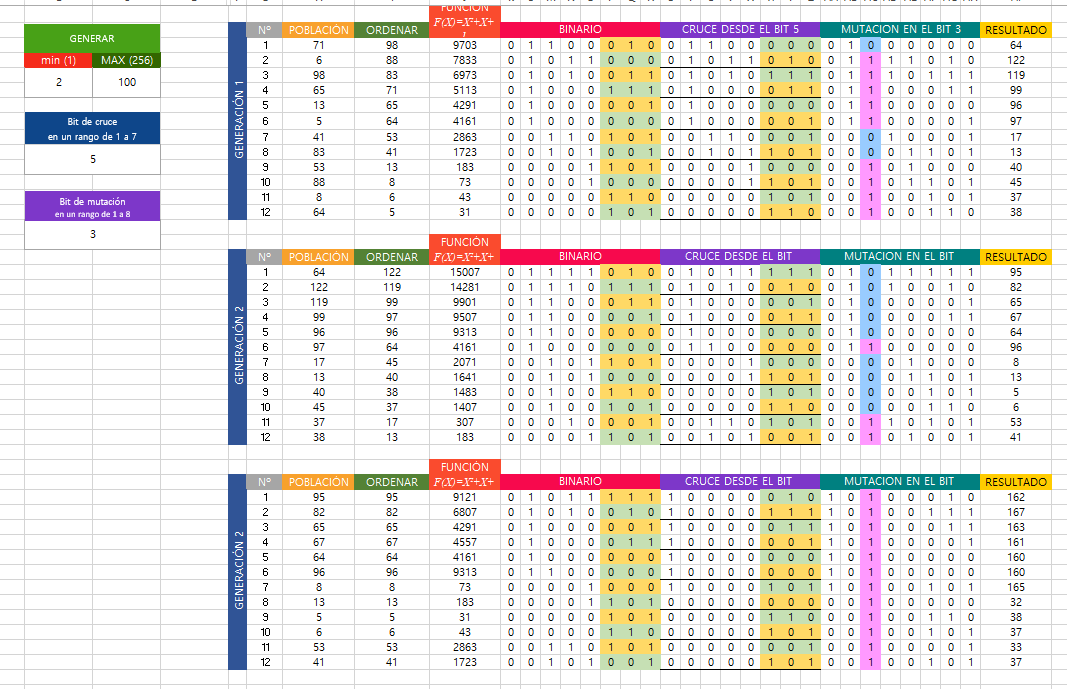 GENERAR
min (1) MAX (256)
2 100
Bit de cruce
en un rango de 1 a 7
5
Bit de mutación
en un rango de 1 a 8
3
GENERACIÓN 1
FUNCIÓN
Nº POBLACIÓN ORDENAR F(X)=X²+X+ BINARIO CRUCE DESDE EL BIT 5 MUTACION EN EL BIT 3 RESULTADO
1 71 98 9703 0 1 1 0 0 0 1 0 0 1 1 0 0 0 0 0 0 1 0 0 0 0 0 0 64
2 6 88 7833 0 1 0 1 1 0 0 0 0 1 0 1 1 0 1 0 0 1 1 1 1 0 1 0 122
3 98 83 6973 0 1 0 1 0 0 1 1 0 1 0 1 0 1 1 1 0 1 1 1 0 1 1 1 119
4 65 71 5113 0 1 0 0 0 1 1 1 0 1 0 0 0 0 1 1 0 1 1 0 0 0 1 1 99
5 13 65 4291 0 1 0 0 0 0 0 1 0 1 0 0 0 0 0 0 0 1 1 0 0 0 0 0 96
6 5 64 4161 0 1 0 0 0 0 0 0 0 1 0 0 0 0 0 1 0 1 1 0 0 0 0 1 97
7 41 53 2863 0 0 1 1 0 1 0 1 0 0 1 1 0 0 0 1 0 0 0 1 0 0 0 1 17
8 83 41 1723 0 0 1 0 1 0 0 1 0 0 1 0 1 1 0 1 0 0 0 0 1 1 0 1 13
9 53 13 183 0 0 0 0 1 1 0 1 0 0 0 0 1 0 0 0 0 0 1 0 1 0 0 0 40
10 88 8 73 0 0 0 0 1 0 0 0 0 0 0 0 1 1 0 1 0 0 1 0 1 1 0 1 45
11 8 6 43 0 0 0 0 0 1 1 0 0 0 0 0 0 1 0 1 0 0 1 0 0 1 0 1 37
12 64 5 31 0 0 0 0 0 1 0 1 0 0 0 0 0 1 1 0 0 0 1 0 0 1 1 0 38
GENERACIÓN 2
FUNCIÓN
Nº POBLACIÓN ORDENAR F(X)=X²+X+ BINARIO CRUCE DESDE EL BIT MUTACION EN EL BIT RESULTADO
1 64 122 15007 0 1 1 1 1 0 1 0 0 1 0 1 1 1 1 1 0 1 0 1 1 1 1 1 95
2 122 119 14281 0 1 1 1 0 1 1 1 0 1 0 1 0 0 1 0 0 1 0 1 0 0 1 0 82
3 119 99 9901 0 1 1 0 0 0 1 1 0 1 0 0 0 0 0 1 0 1 0 0 0 0 0 1 65
4 99 97 9507 0 1 1 0 0 0 0 1 0 1 0 0 0 0 1 1 0 1 0 0 0 0 1 1 67
5 96 96 9313 0 1 1 0 0 0 0 0 0 1 0 0 0 0 0 0 0 1 0 0 0 0 0 0 64
6 97 64 4161 0 1 0 0 0 0 0 0 0 1 1 0 0 0 0 0 0 1 1 0 0 0 0 0 96
7 17 45 2071 0 0 1 0 1 1 0 1 0 0 0 0 1 0 0 0 0 0 0 0 1 0 0 0 8
8 13 40 1641 0 0 1 0 1 0 0 0 0 0 0 0 1 1 0 1 0 0 0 0 1 1 0 1 13
9 40 38 1483 0 0 1 0 0 1 1 0 0 0 0 0 0 1 0 1 0 0 0 0 0 1 0 1 5
10 45 37 1407 0 0 1 0 0 1 0 1 0 0 0 0 0 1 1 0 0 0 0 0 0 1 1 0 6
11 37 17 307 0 0 0 1 0 0 0 1 0 0 1 1 0 1 0 1 0 0 1 1 0 1 0 1 53
12 38 13 183 0 0 0 0 1 1 0 1 0 0 1 0 1 0 0 1 0 0 1 0 1 0 0 1 41
GENERACIÓN 2
FUNCIÓN
Nº POBLACIÓN ORDENAR F(X)=X²+X+ BINARIO CRUCE DESDE EL BIT MUTACION EN EL BIT RESULTADO
1 95 95 9121 0 1 0 1 1 1 1 1 1 0 0 0 0 0 1 0 1 0 1 0 0 0 1 0 162
2 82 82 6807 0 1 0 1 0 0 1 0 1 0 0 0 0 1 1 1 1 0 1 0 0 1 1 1 167
3 65 65 4291 0 1 0 0 0 0 0 1 1 0 0 0 0 0 1 1 1 0 1 0 0 0 1 1 163
4 67 67 4557 0 1 0 0 0 0 1 1 1 0 0 0 0 0 0 1 1 0 1 0 0 0 0 1 161
5 64 64 4161 0 1 0 0 0 0 0 0 1 0 0 0 0 0 0 0 1 0 1 0 0 0 0 0 160
6 96 96 9313 0 1 1 0 0 0 0 0 1 0 0 0 0 0 0 0 1 0 1 0 0 0 0 0 160
7 8 8 73 0 0 0 0 1 0 0 0 1 0 0 0 0 1 0 1 1 0 1 0 0 1 0 1 165
8 13 13 183 0 0 0 0 1 1 0 1 0 0 0 0 0 0 0 0 0 0 1 0 0 0 0 0 32
9 5 5 31 0 0 0 0 0 1 0 1 0 0 0 0 0 1 1 0 0 0 1 0 0 1 1 0 38
10 6 6 43 0 0 0 0 0 1 1 0 0 0 0 0 0 1 0 1 0 0 1 0 0 1 0 1 37
11 53 53 2863 0 0 1 1 0 1 0 1 0 0 0 0 0 0 0 1 0 0 1 0 0 0 0 1 33
12 41 41 1723 0 0 1 0 1 0 0 1 0 0 0 0 0 1 0 1 0 0 1 0 0 1 0 1 37